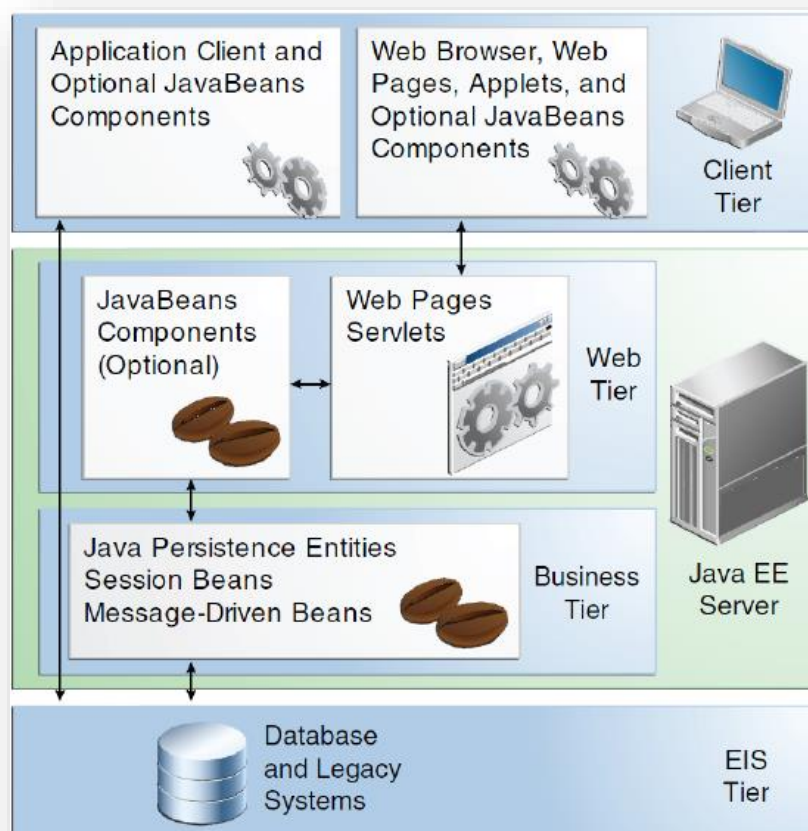 Application Client and
Optional JavaBeans
Components
Web Browser, Web
Pages, Applets, and
Optional JavaBeans
Components
Client
Tier
JavaBeans
Components
(Optional)
Web Pages
Servlets
Web
Tier
Java Persistence Entities
Session Beans
Message-Driven Beans
Business
Tier
Java EE
Server
Database
and Legacy
Systems
EIS
Tier